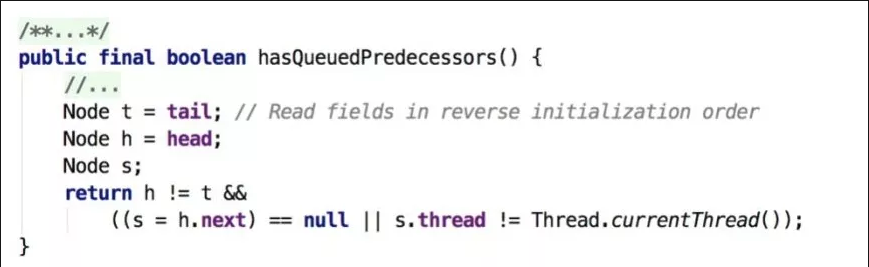 /**...*/
public final boolean hasQueuedPredecessors() {
    //...
    Node t = tail; // Read fields in reverse initialization order
    Node h = head;
    Node s;
    return h != t &&
        ((s = h.next) == null || s.thread != Thread.currentThread());
}